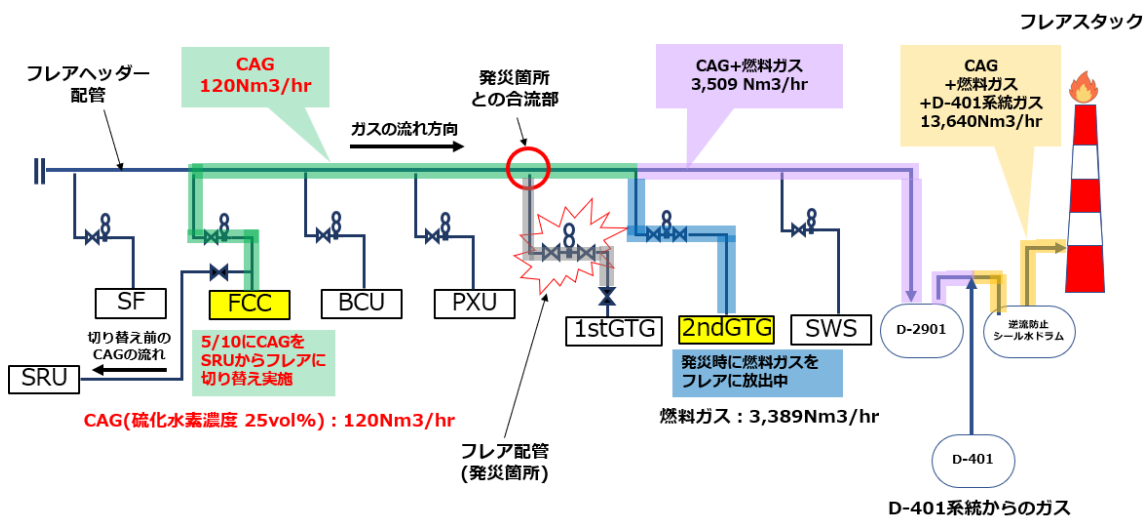 フレアスタック
フレアヘッダー
配管
CAG
120Nm3/hr
ガスの流れ方向
発災箇所
との合流部
CAG+燃料ガス
3,509 Nm3/hr
CAG
+燃料ガス
+D-401系統ガス
13,640Nm3/hr
SF
FCC
BCU
PXU
1stGTG
2ndGTG
SWS
D-2901
逆流防止
シール水ドラム
切り替え前の
CAGの流れ
SRU
5/10にCAGを
SRUからフレアに
切り替え実施
発災時に燃料ガスを
フレアに放出中
CAG(硫化水素濃度 25vol%)：120Nm3/hr
燃料ガス：3,389Nm3/hr
フレア配管
(発災箇所)
D-401
D-401系統からのガス